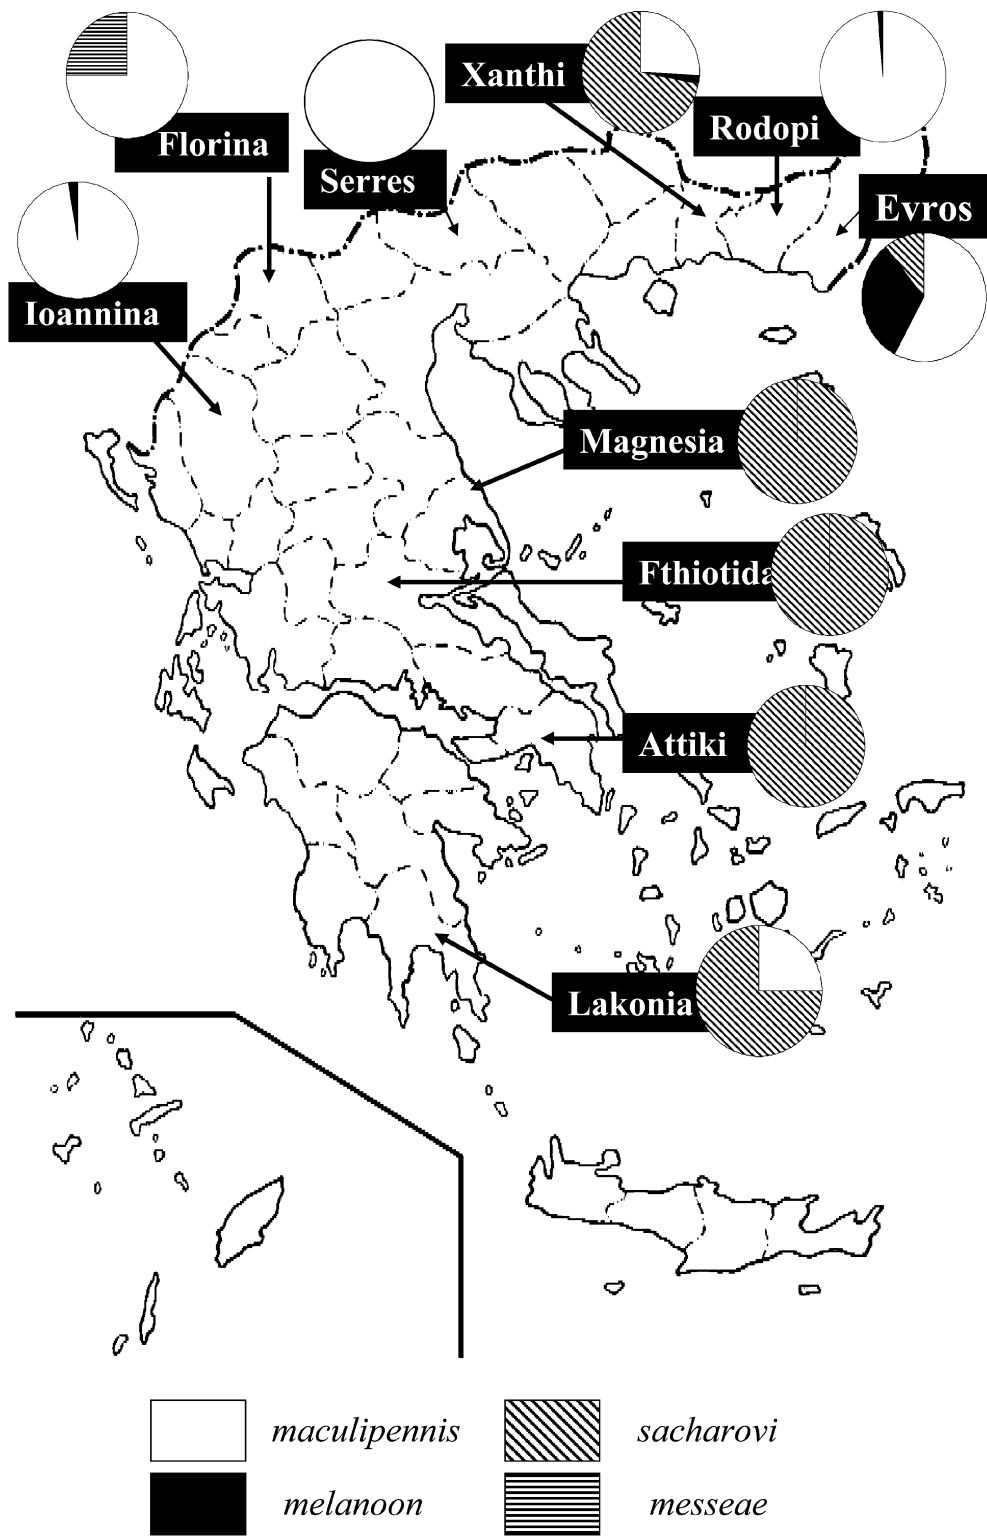 Xanthi
Rodopi
Florina
Serres
Evros
Ioannina
Magnesia
Fthiotida
Attiki
Lakonia
maculipennis
sacharovi
melanoon
messeae